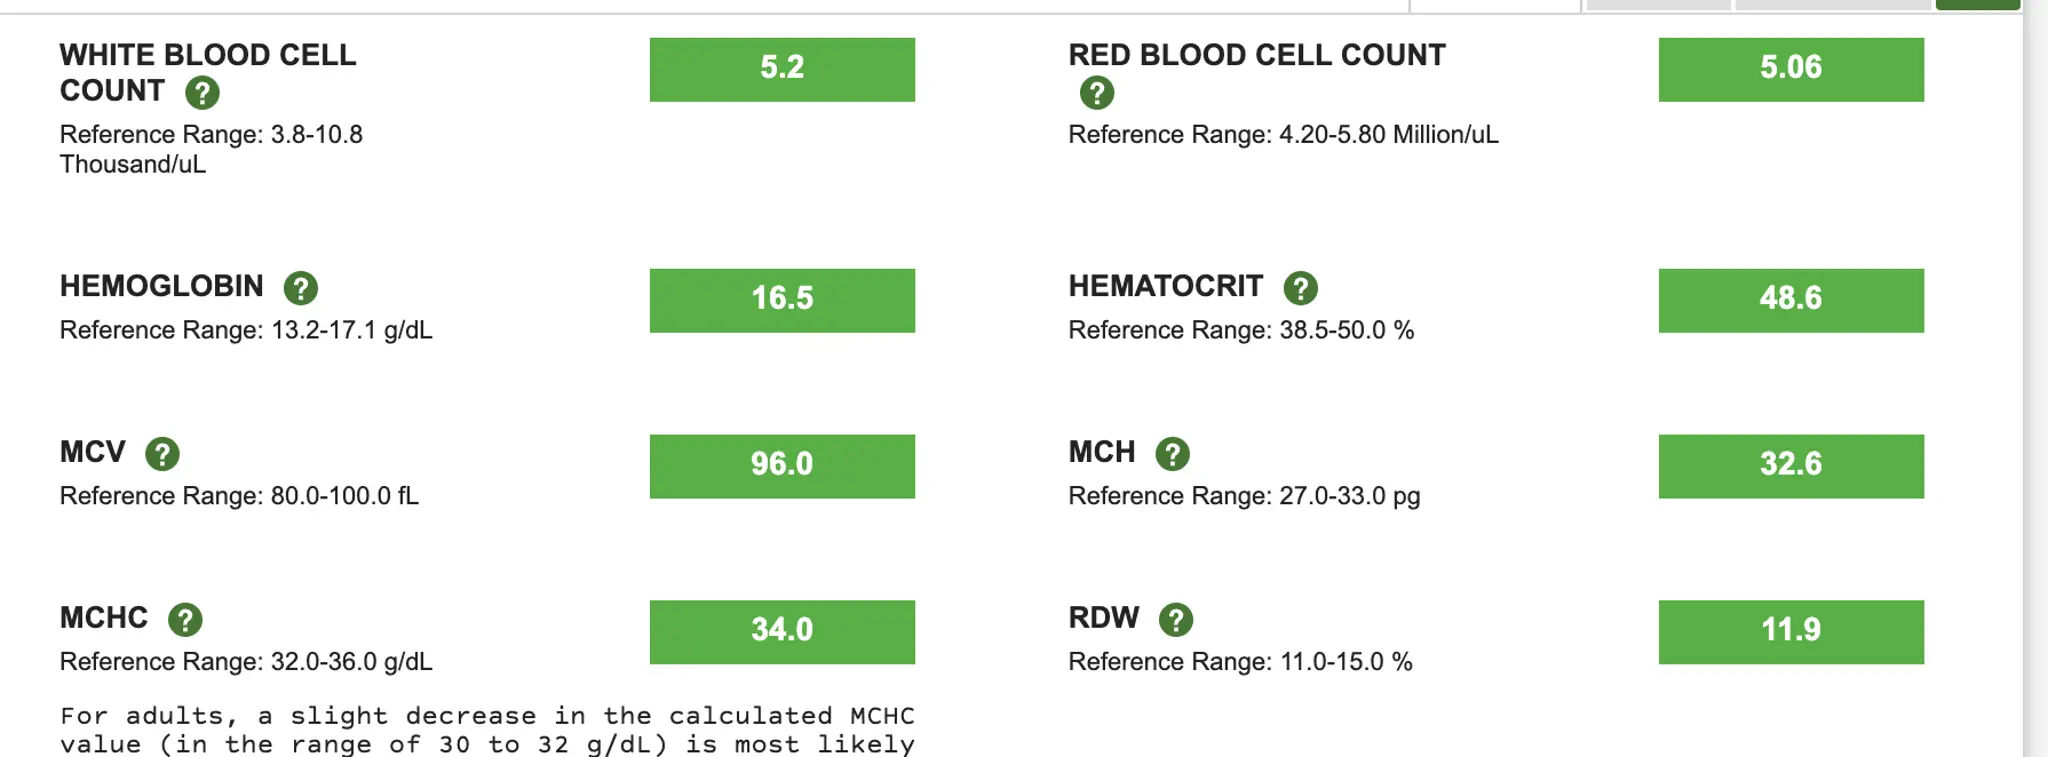 WHITE BLOOD CELL
COUNT ?
Reference Range: 3.8-10.8
Thousand/uL
5.2
RED BLOOD CELL COUNT
?
Reference Range: 4.20-5.80 Million/uL
5.06
HEMOGLOBIN ?
Reference Range: 13.2-17.1 g/dL
16.5
HEMATOCRIT ?
Reference Range: 38.5-50.0 %
48.6
MCV ?
Reference Range: 80.0-100.0 fL
96.0
MCH ?
Reference Range: 27.0-33.0 pg
32.6
MCHC ?
Reference Range: 32.0-36.0 g/dL
34.0
For adults, a slight decrease in the calculated MCHC
value (in the range of 30 to 32 g/dL) is most likely
RDW ?
Reference Range: 11.0-15.0 %
11.9